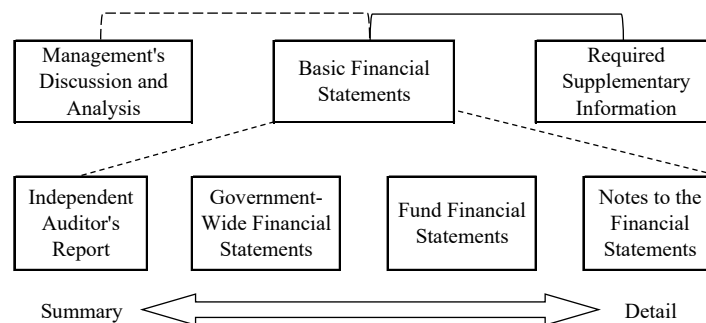 Management's
Discussion and
Analysis
Basic Financial
Statements
Required
Supplementary
Information
Independent
Auditor's
Report
Government-
Wide Financial
Statements
Fund Financial
Statements
Notes to the
Financial
Statements
Summary
Detail